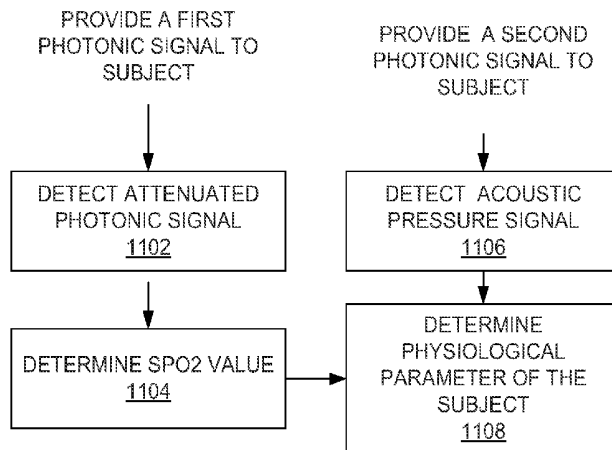 PROVIDE A FIRST
PHOTONIC SIGNAL TO
SUBJECT
DETECT ATTENUATED
PHOTONIC SIGNAL
1102
DETERMINE SPO2 VALUE
1104
PROVIDE A SECOND
PHOTONIC SIGNAL TO
SUBJECT
DETECT ACOUSTIC
PRESSURE SIGNAL
1106
DETERMINE
PHYSIOLOGICAL
PARAMETER OF THE
SUBJECT
1108